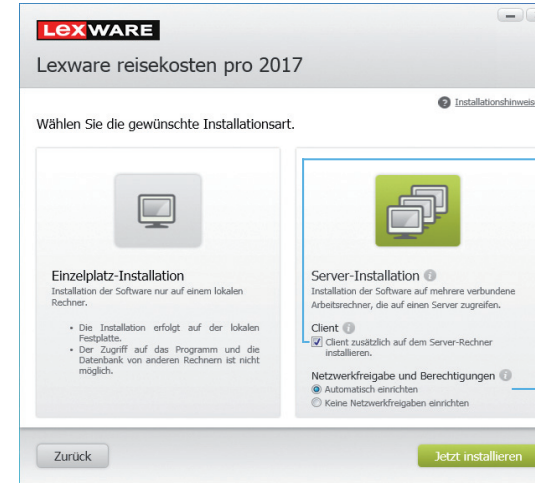 LEXWARE
Lexware reisekosten pro 2017
Installationshinweise
Wählen Sie die gewünschte Installationsart.
Einzelplatz-Installation
Installation der Software nur auf einem lokalen
Rechner.
• Die Installation erfolgt auf der lokalen
Festplatte.
• Der Zugriff auf das Programm und die
Datenbank von anderen Rechnern ist nicht
möglich.
Server-Installation
Installation der Software auf mehrere verbundene
Arbeitsrechner, die auf einen Server zugreifen.
Client
Client zusätzlich auf dem Server-Rechner
installieren.
Netzwerkfreigabe und Berechtigungen
Automatisch einrichten
Keine Netzwerkfreigaben einrichten
Zurück
Jetzt installieren